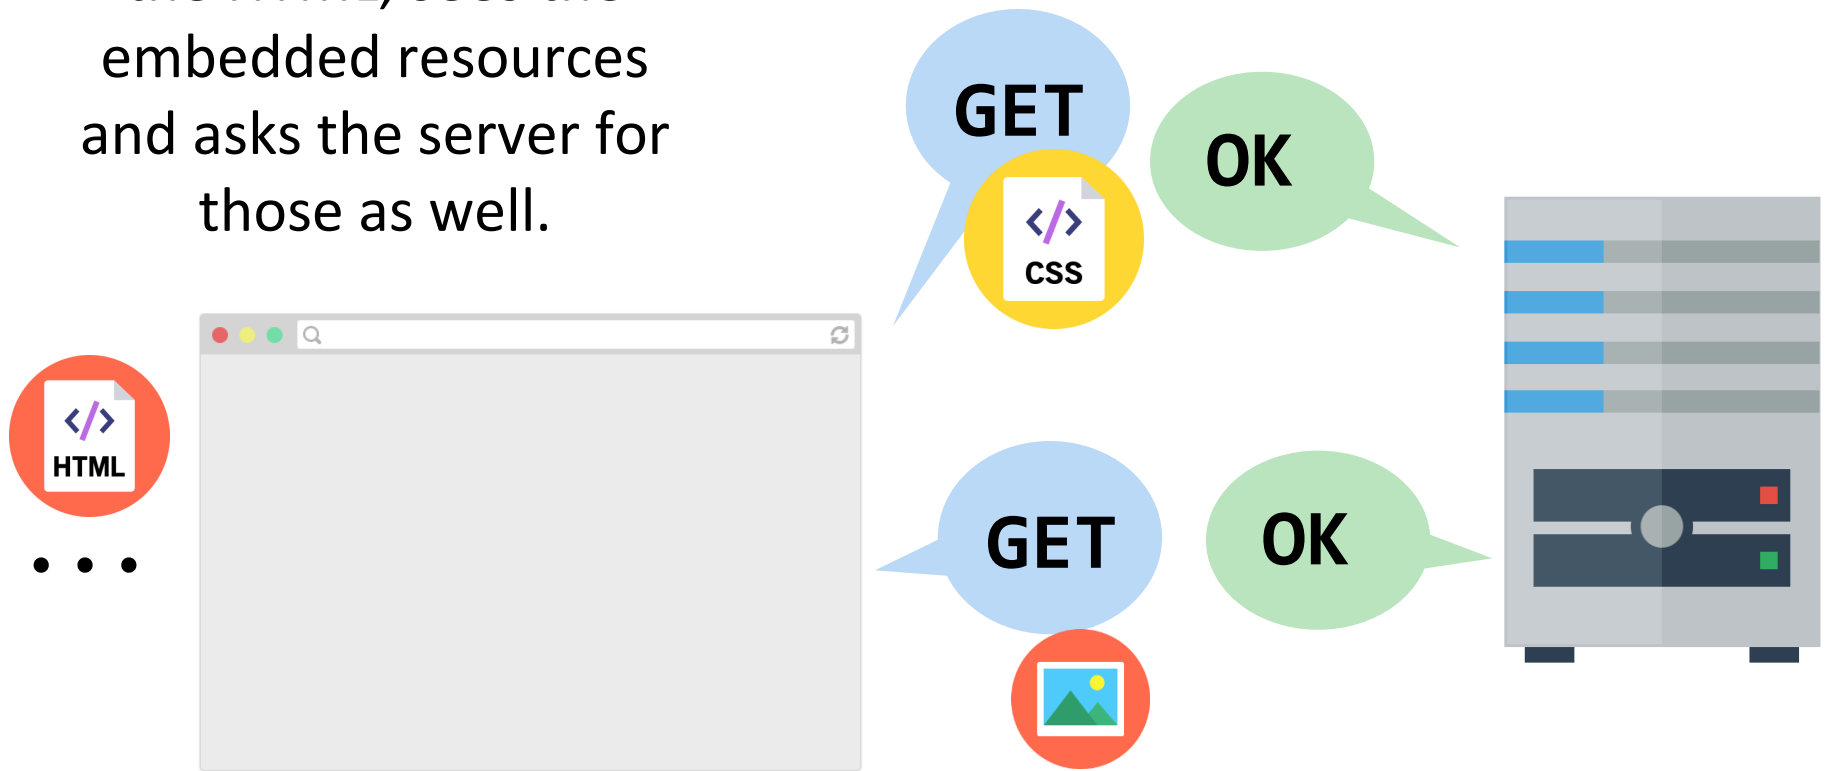 embedded resources
and asks the server for
those as well.
GET
OK
CSS
HTML
...
GET
OK